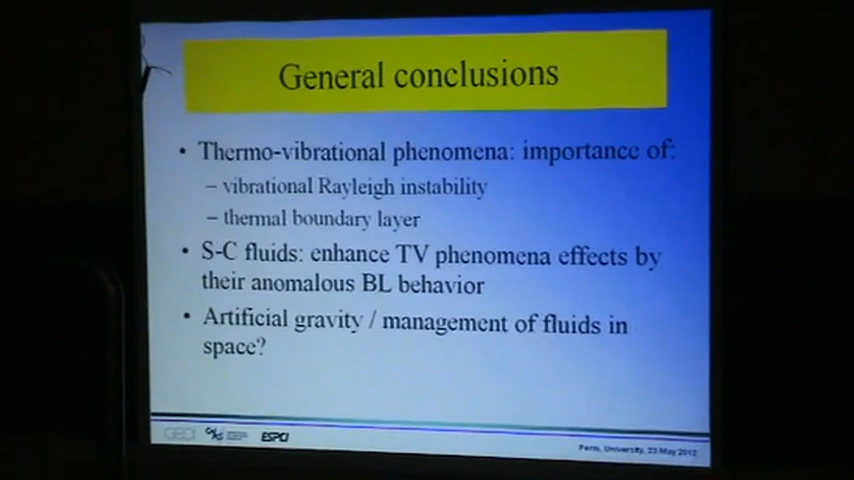 General conclusions
• Thermo-vibrational phenomena: importance of:
– vibrational Rayleigh instability
– thermal boundary layer
• S-C fluids: enhance TV phenomena effects by
their anomalous BL behavior
• Artificial gravity / management of fluids in
space?
cea
ESPCI
Perm, University, 23 May 2012